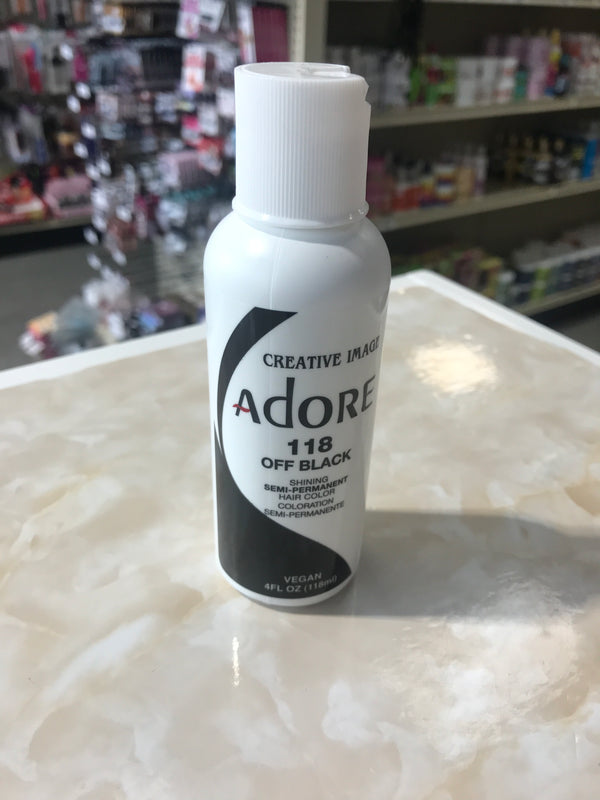 CREATIVE IMAGE
ADORE
118
OFF BLACK
SHINING
SEMI-PERMANENT
HAIR COLOR
COLORATION
SEMI-PERMANENTE
VEGAN
4FL OZ (118ml)